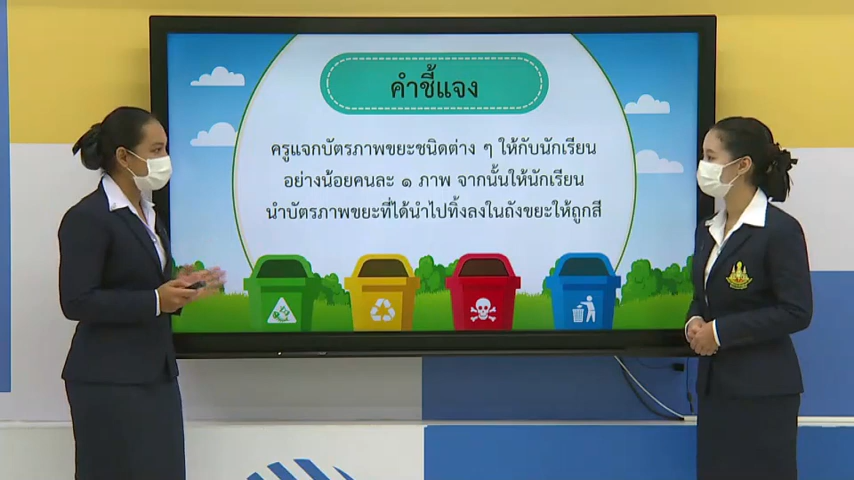 คำชี้แจง
ครูแจกบัตรภาพขยะชนิดต่าง ๆ ให้กับนักเรียน
อย่างน้อยคนละ ๑ ภาพ จากนั้นให้นักเรียน
นำบัตรภาพขยะที่ได้นำไปทิ้งลงในถังขยะให้ถูกสี